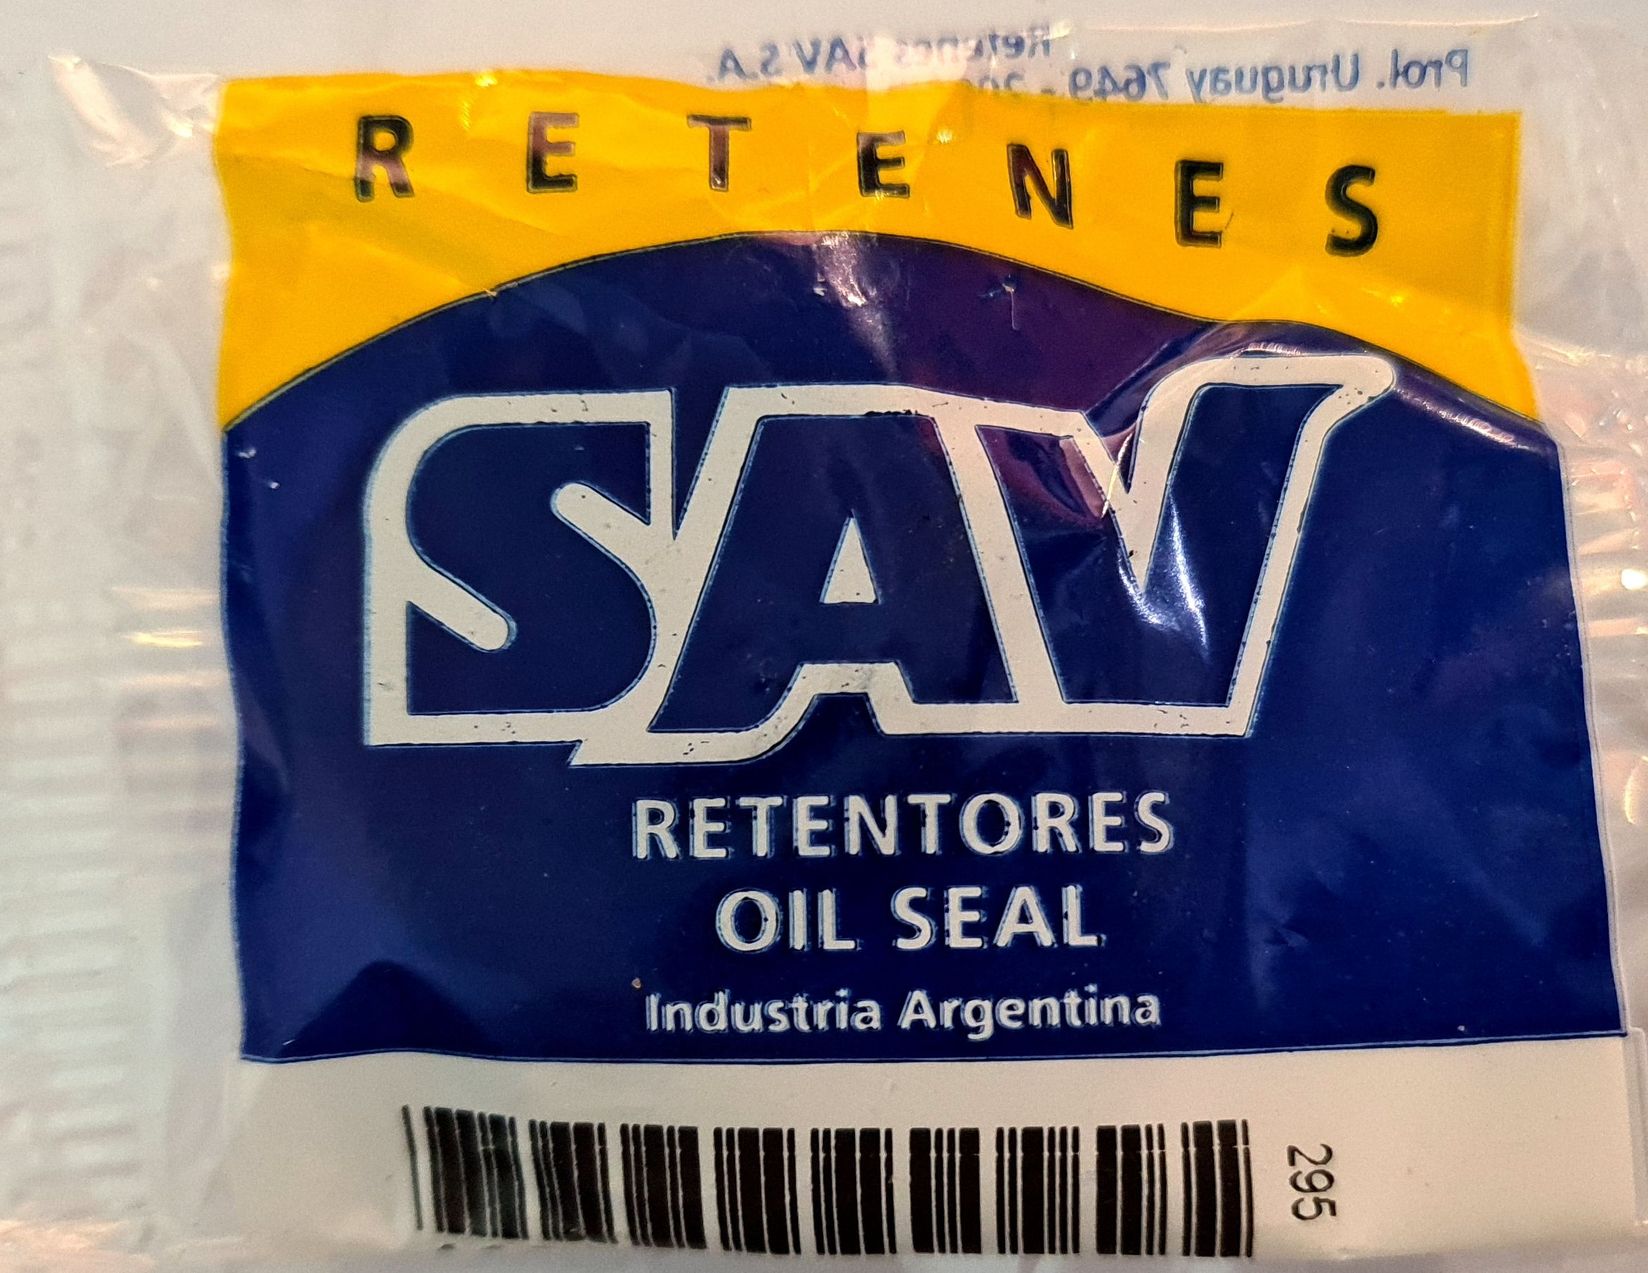 Retenes SAV S.A.
Prol. Uruguay 7649 -
RETENES
SAV
RETENTORES
OIL SEAL
Industria Argentina
295